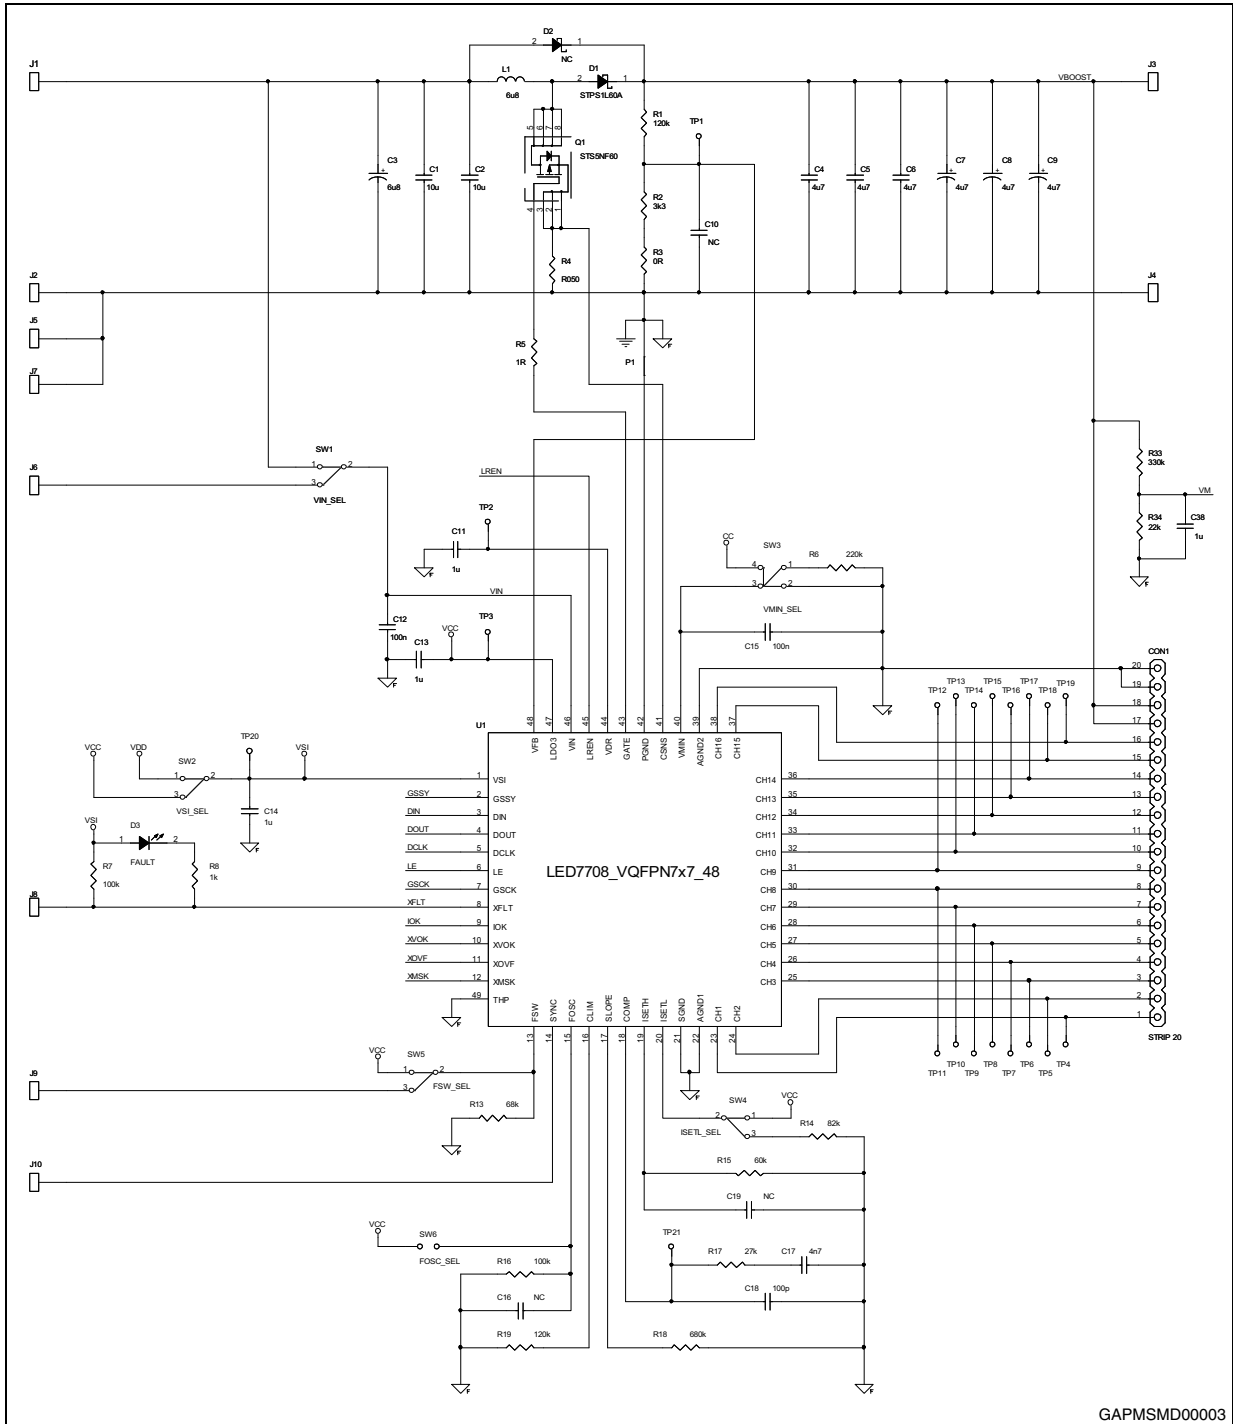 D2
2 1
NC
J1
L1
6u8
D1
2 1
STPS1L60A
VBOOST
J3
R1
120k
TP1
5 6 7 8
Q1
STS5NF60
4 3 2 1
C3
6u8
C1
10u
C2
10u
R2
3k3
C10
NC
C4
4u7
C5
4u7
C6
4u7
C7
4u7
C8
4u7
C9
4u7
R3
0R
R4
R050
J2
J4
J5
R5
1R
P1
F
J7
SW1
1 2
3
VIN_SEL
J6
LREN
R33
330k
VM
R34
22k
C38
1u
F
TP2
C11
1u
F
CC
SW3
4 1
3 2
R6 220k
VMIN_SEL
C15 100n
F
VIN
C12
100n
C13
1u
VCC
TP3
F
CON1
TP12 TP13 TP14 TP15 TP16 TP17 TP18 TP19
20
19
18
17
16
15
14
13
12
11
10
9
8
7
6
5
4
3
2
1
STRIP 20
U1
48 47 46 45 44 43 42 41 40 39 38 37
VFB LDO3 VIN LREN VDR GATE PGND CSNS VMIN AGND2 CH16 CH15
VCC VDD
SW2
1 2
3
VSI_SEL
TP20
VSI
C14
1u
F
VSI
D3
1 2
FAULT
R7
100k
R8
1k
J8
1 VSI
GSSY 2 GSSY
DIN 3 DIN
DOUT 4 DOUT
DCLK 5 DCLK
LE 6 LE
GSCK 7 GSCK
XFLT 8 XFLT
IOK 9 IOK
XVOK 10 XVOK
XOVF 11 XOVF
XMSK 12 XMSK
49 THP
F
LED7708_VQFPN7x7_48
CH14 36
CH13 35
CH12 34
CH11 33
CH10 32
CH9 31
CH8 30
CH7 29
CH6 28
CH5 27
CH4 26
CH3 25
FSW SYNC FOSC CLIM SLOPE COMP ISETH ISETL SGND AGND1 CH1 CH2
13 14 15 16 17 18 19 20 21 22 23 24
TP11 TP10 TP9 TP8 TP7 TP6 TP5 TP4
VCC
SW5
1 2
3
FSW_SEL
J9
R13 68k
F
F
SW4
2 1
3
VCC
ISETL_SEL
R14 82k
J10
R15 60k
C19 NC
VCC
SW6
FOSC_SEL
TP21
R17 27k C17 4n7
R16 100k
C16 NC
C18 100p
R19 120k
R18 680k
F
F
GAPMSMD00003